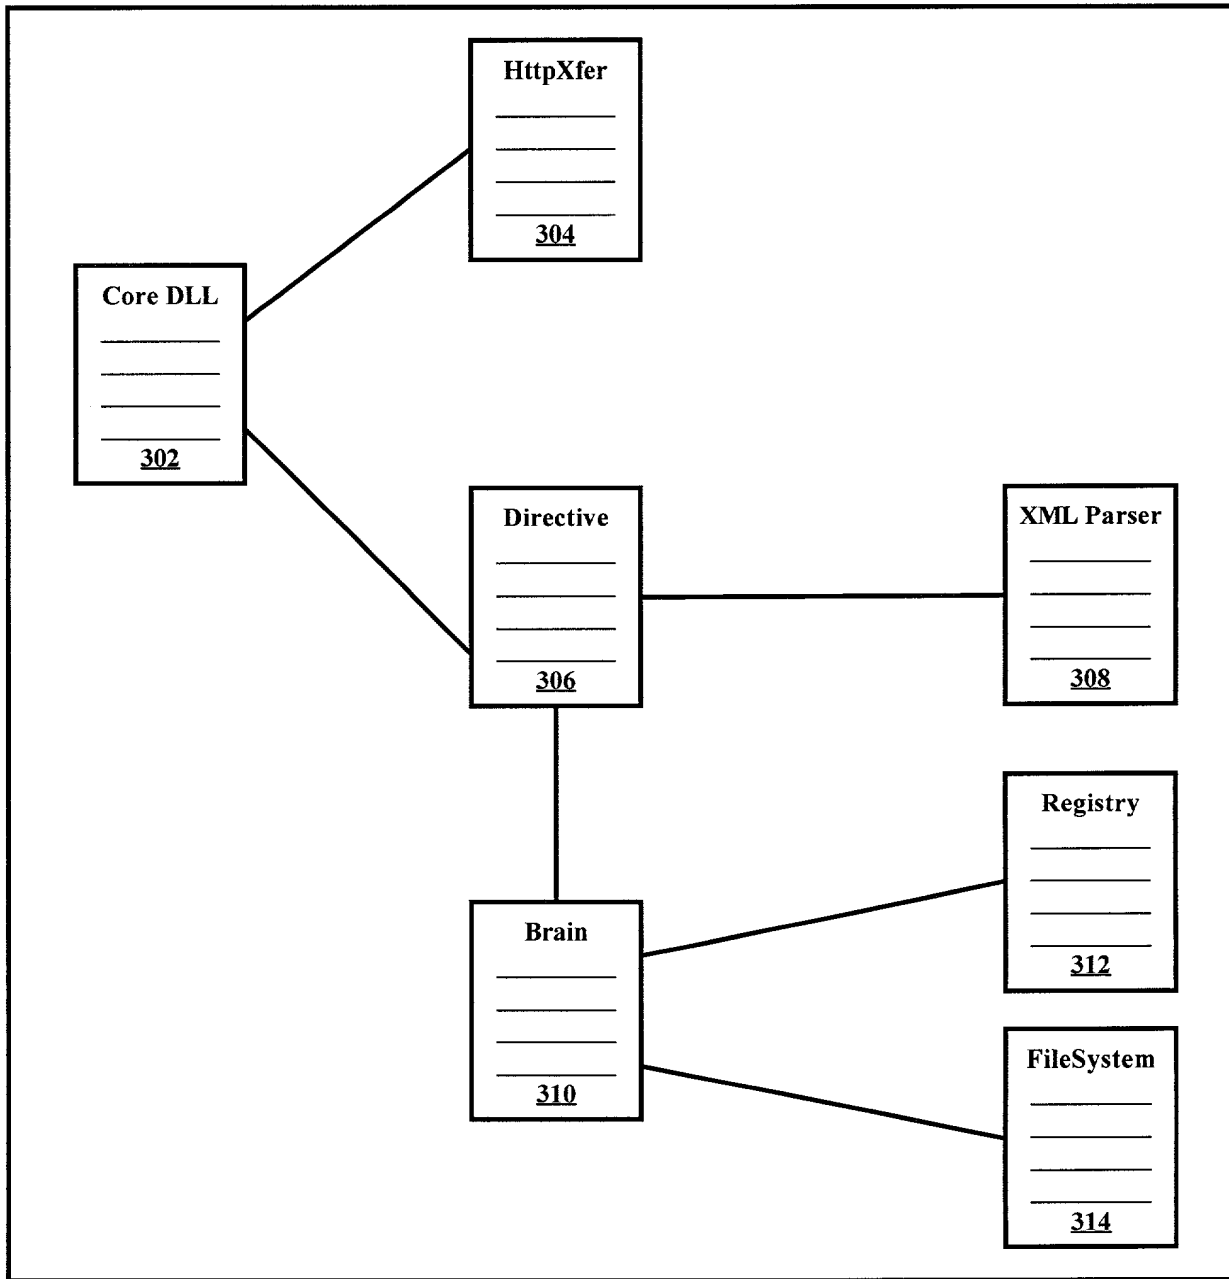 HttpXfer
304
Core DLL
302
Directive
306
XML Parser
308
Registry
312
Brain
310
FileSystem
314